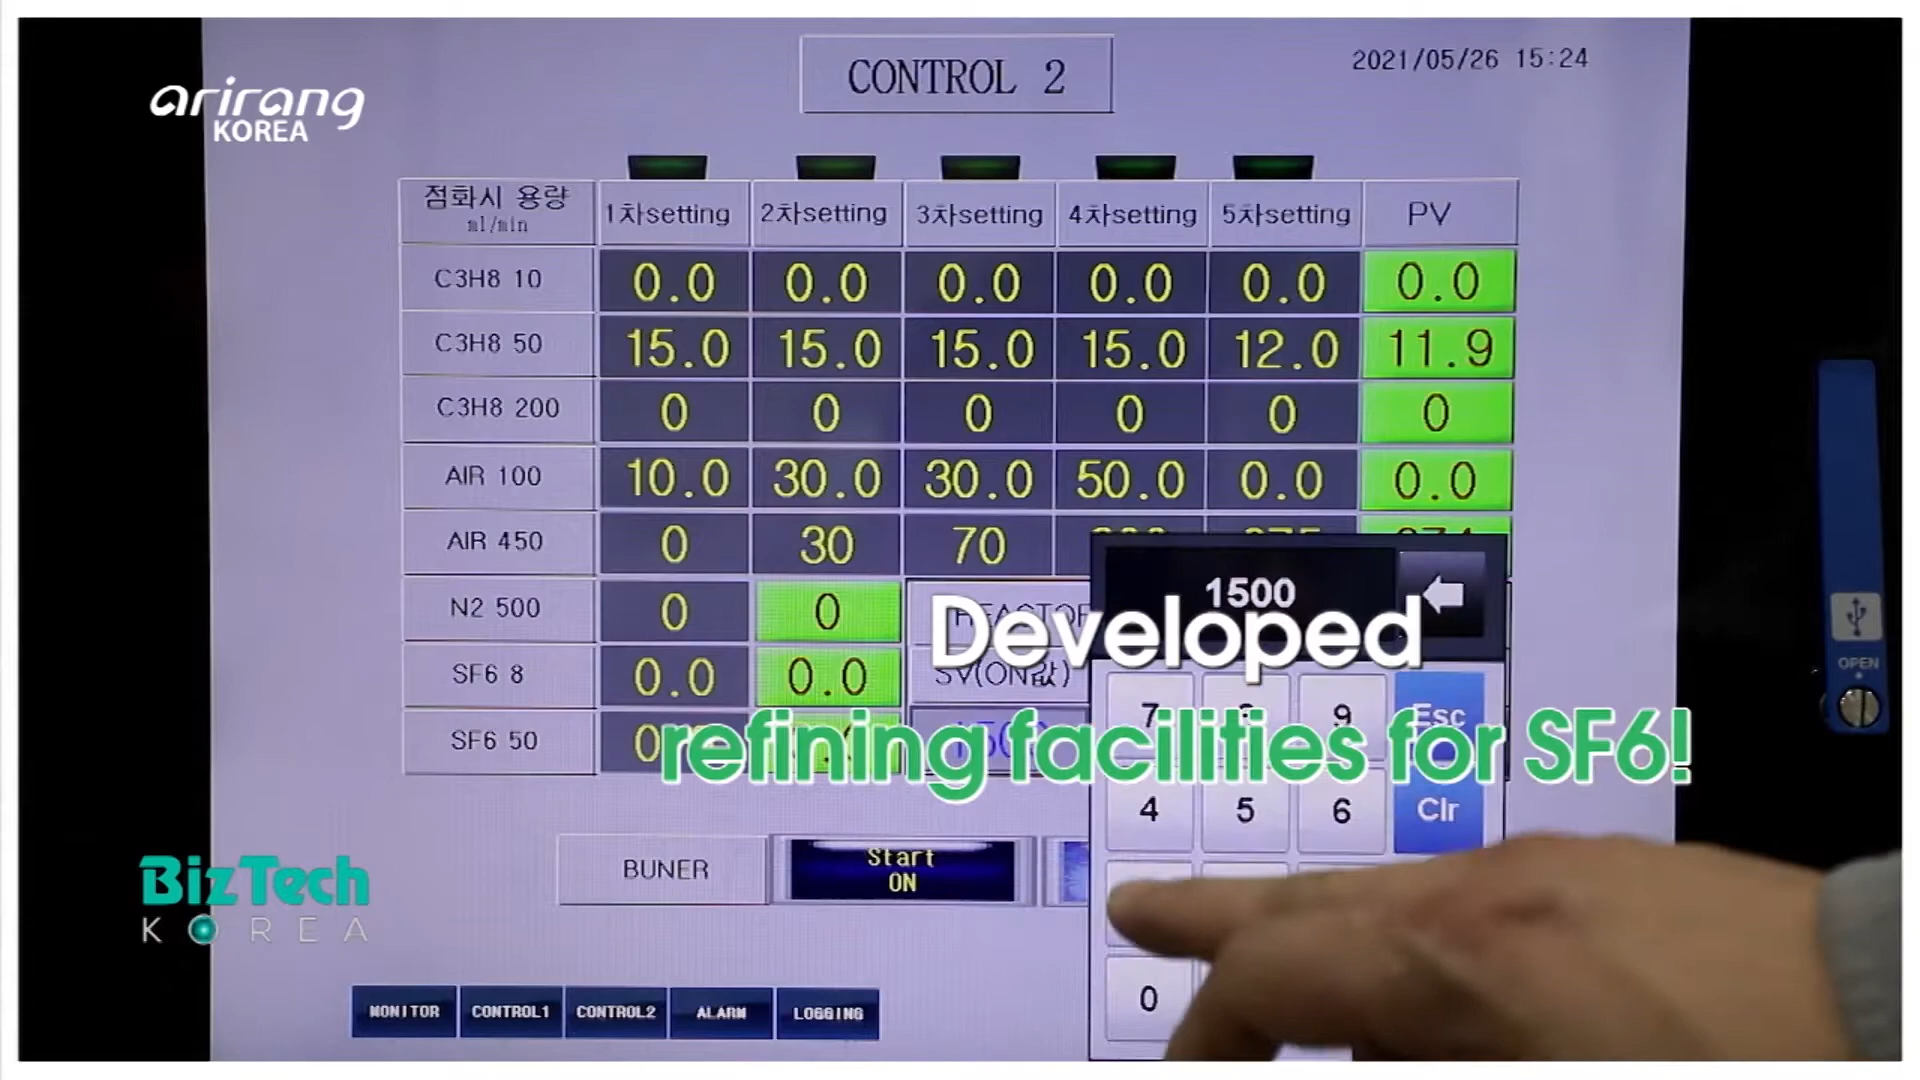 CONTROL 2
2021/05/26 15:24
arirang
KOREA
점화시 용량 1차setting 2차setting 3차setting 4차setting 5차setting PV
ml/min
C3H8 10 0.0 0.0 0.0 0.0 0.0 0.0
C3H8 50 15.0 15.0 15.0 15.0 12.0 11.9
C3H8 200 0 0 0 0 0 0
AIR 100 10.0 30.0 30.0 50.0 0.0 0.0
AIR 450 0 30 70
N2 500 0 0
1500
Developed
SF6 8 0.0 0.0 SV(ON값)
7 9 Esc
SF6 50
refining facilities for SF6!
4 5 6 Clr
BUNER Start
ON
0
BizTech
KOREA
MONITOR CONTROL1 CONTROL2 ALARM LOGGING
OPEN